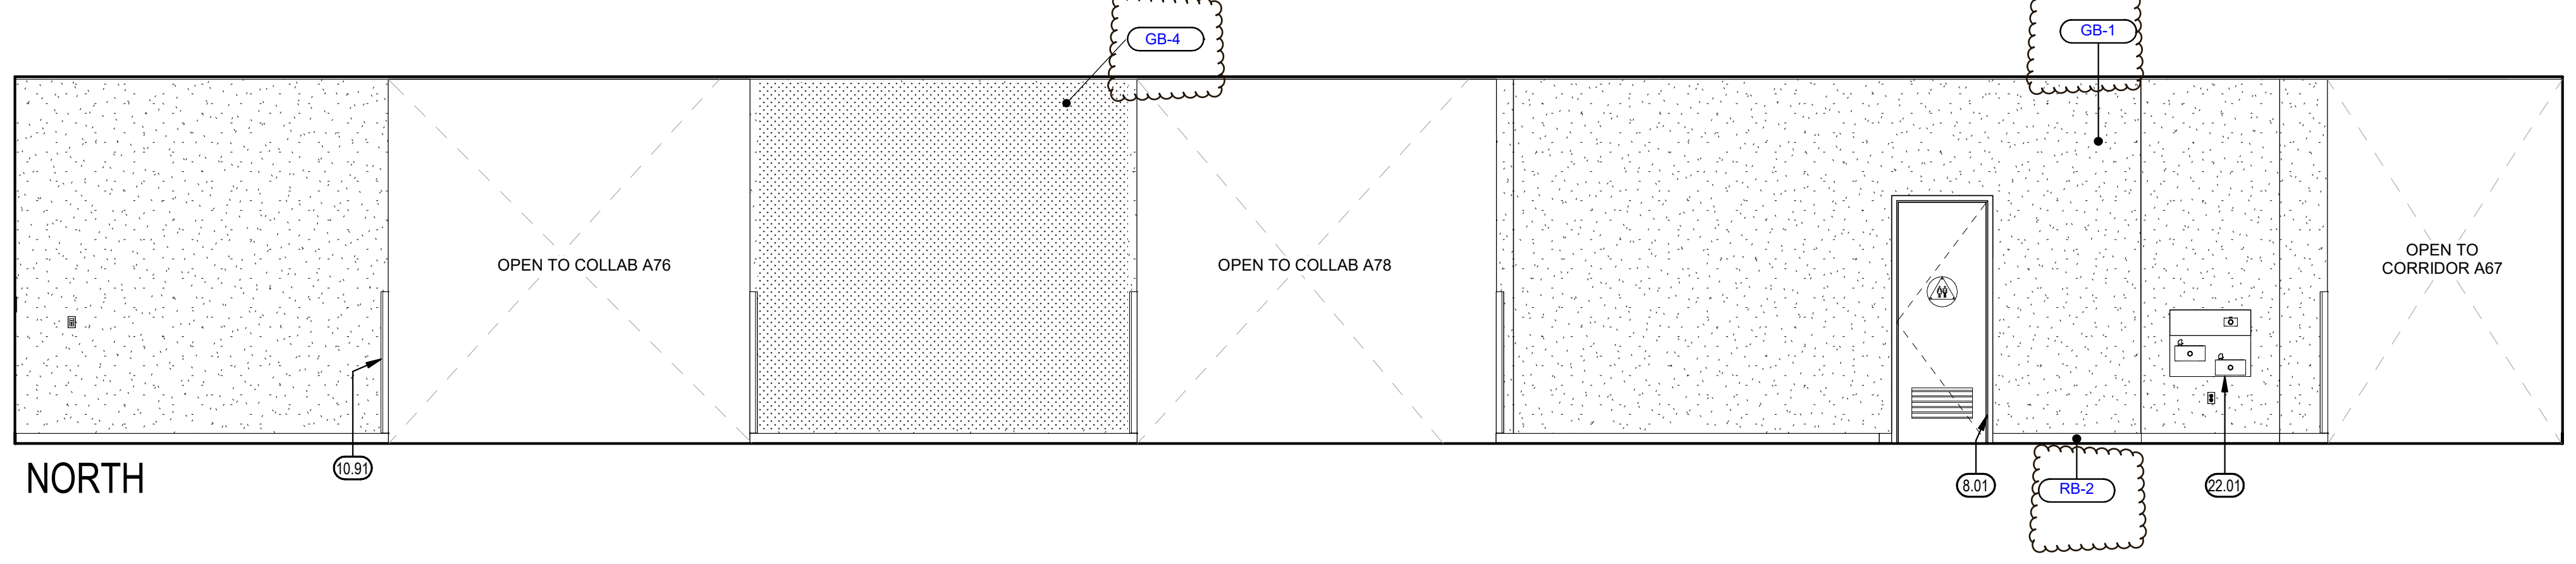 GB-4
GB-1
OPEN TO COLLAB A76
OPEN TO COLLAB A78
OPEN TO
CORRIDOR A67
NORTH
10.91
8.01
RB-2
22.01